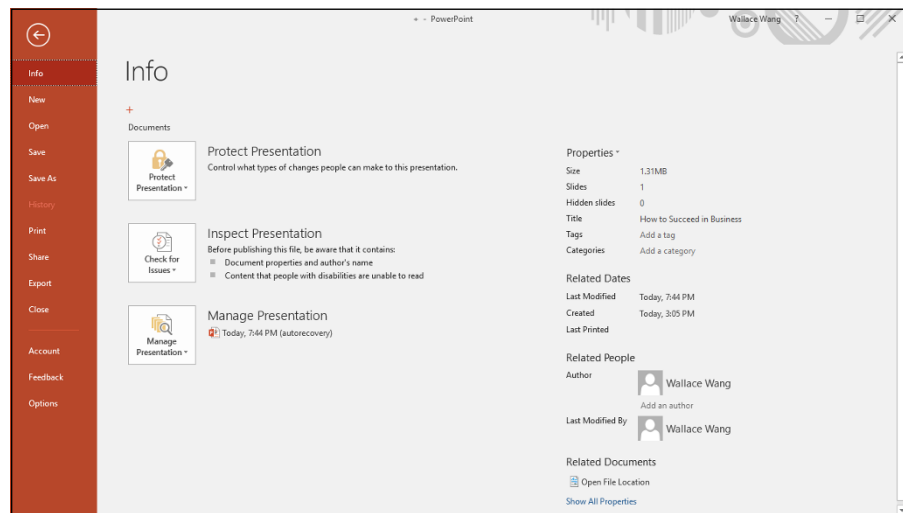 + - PowerPoint
Wallace Wang ?
Info
New
Open
Save
Save As
History
Print
Share
Export
Close
Account
Feedback
Options
Info
+
Documents
Protect
Presentation
Protect Presentation
Control what types of changes people can make to this presentation.
Check for
Issues
Inspect Presentation
Before publishing this file, be aware that it contains:
Document properties and author's name
Content that people with disabilities are unable to read
Manage
Presentation
Manage Presentation
Today, 7:44 PM (autorecovery)
Properties
Size 1.31MB
Slides 1
Hidden slides 0
Title How to Succeed in Business
Tags Add a tag
Categories Add a category
Related Dates
Last Modified Today, 7:44 PM
Created Today, 3:05 PM
Last Printed
Related People
Author Wallace Wang
Add an author
Last Modified By Wallace Wang
Related Documents
Open File Location
Show All Properties